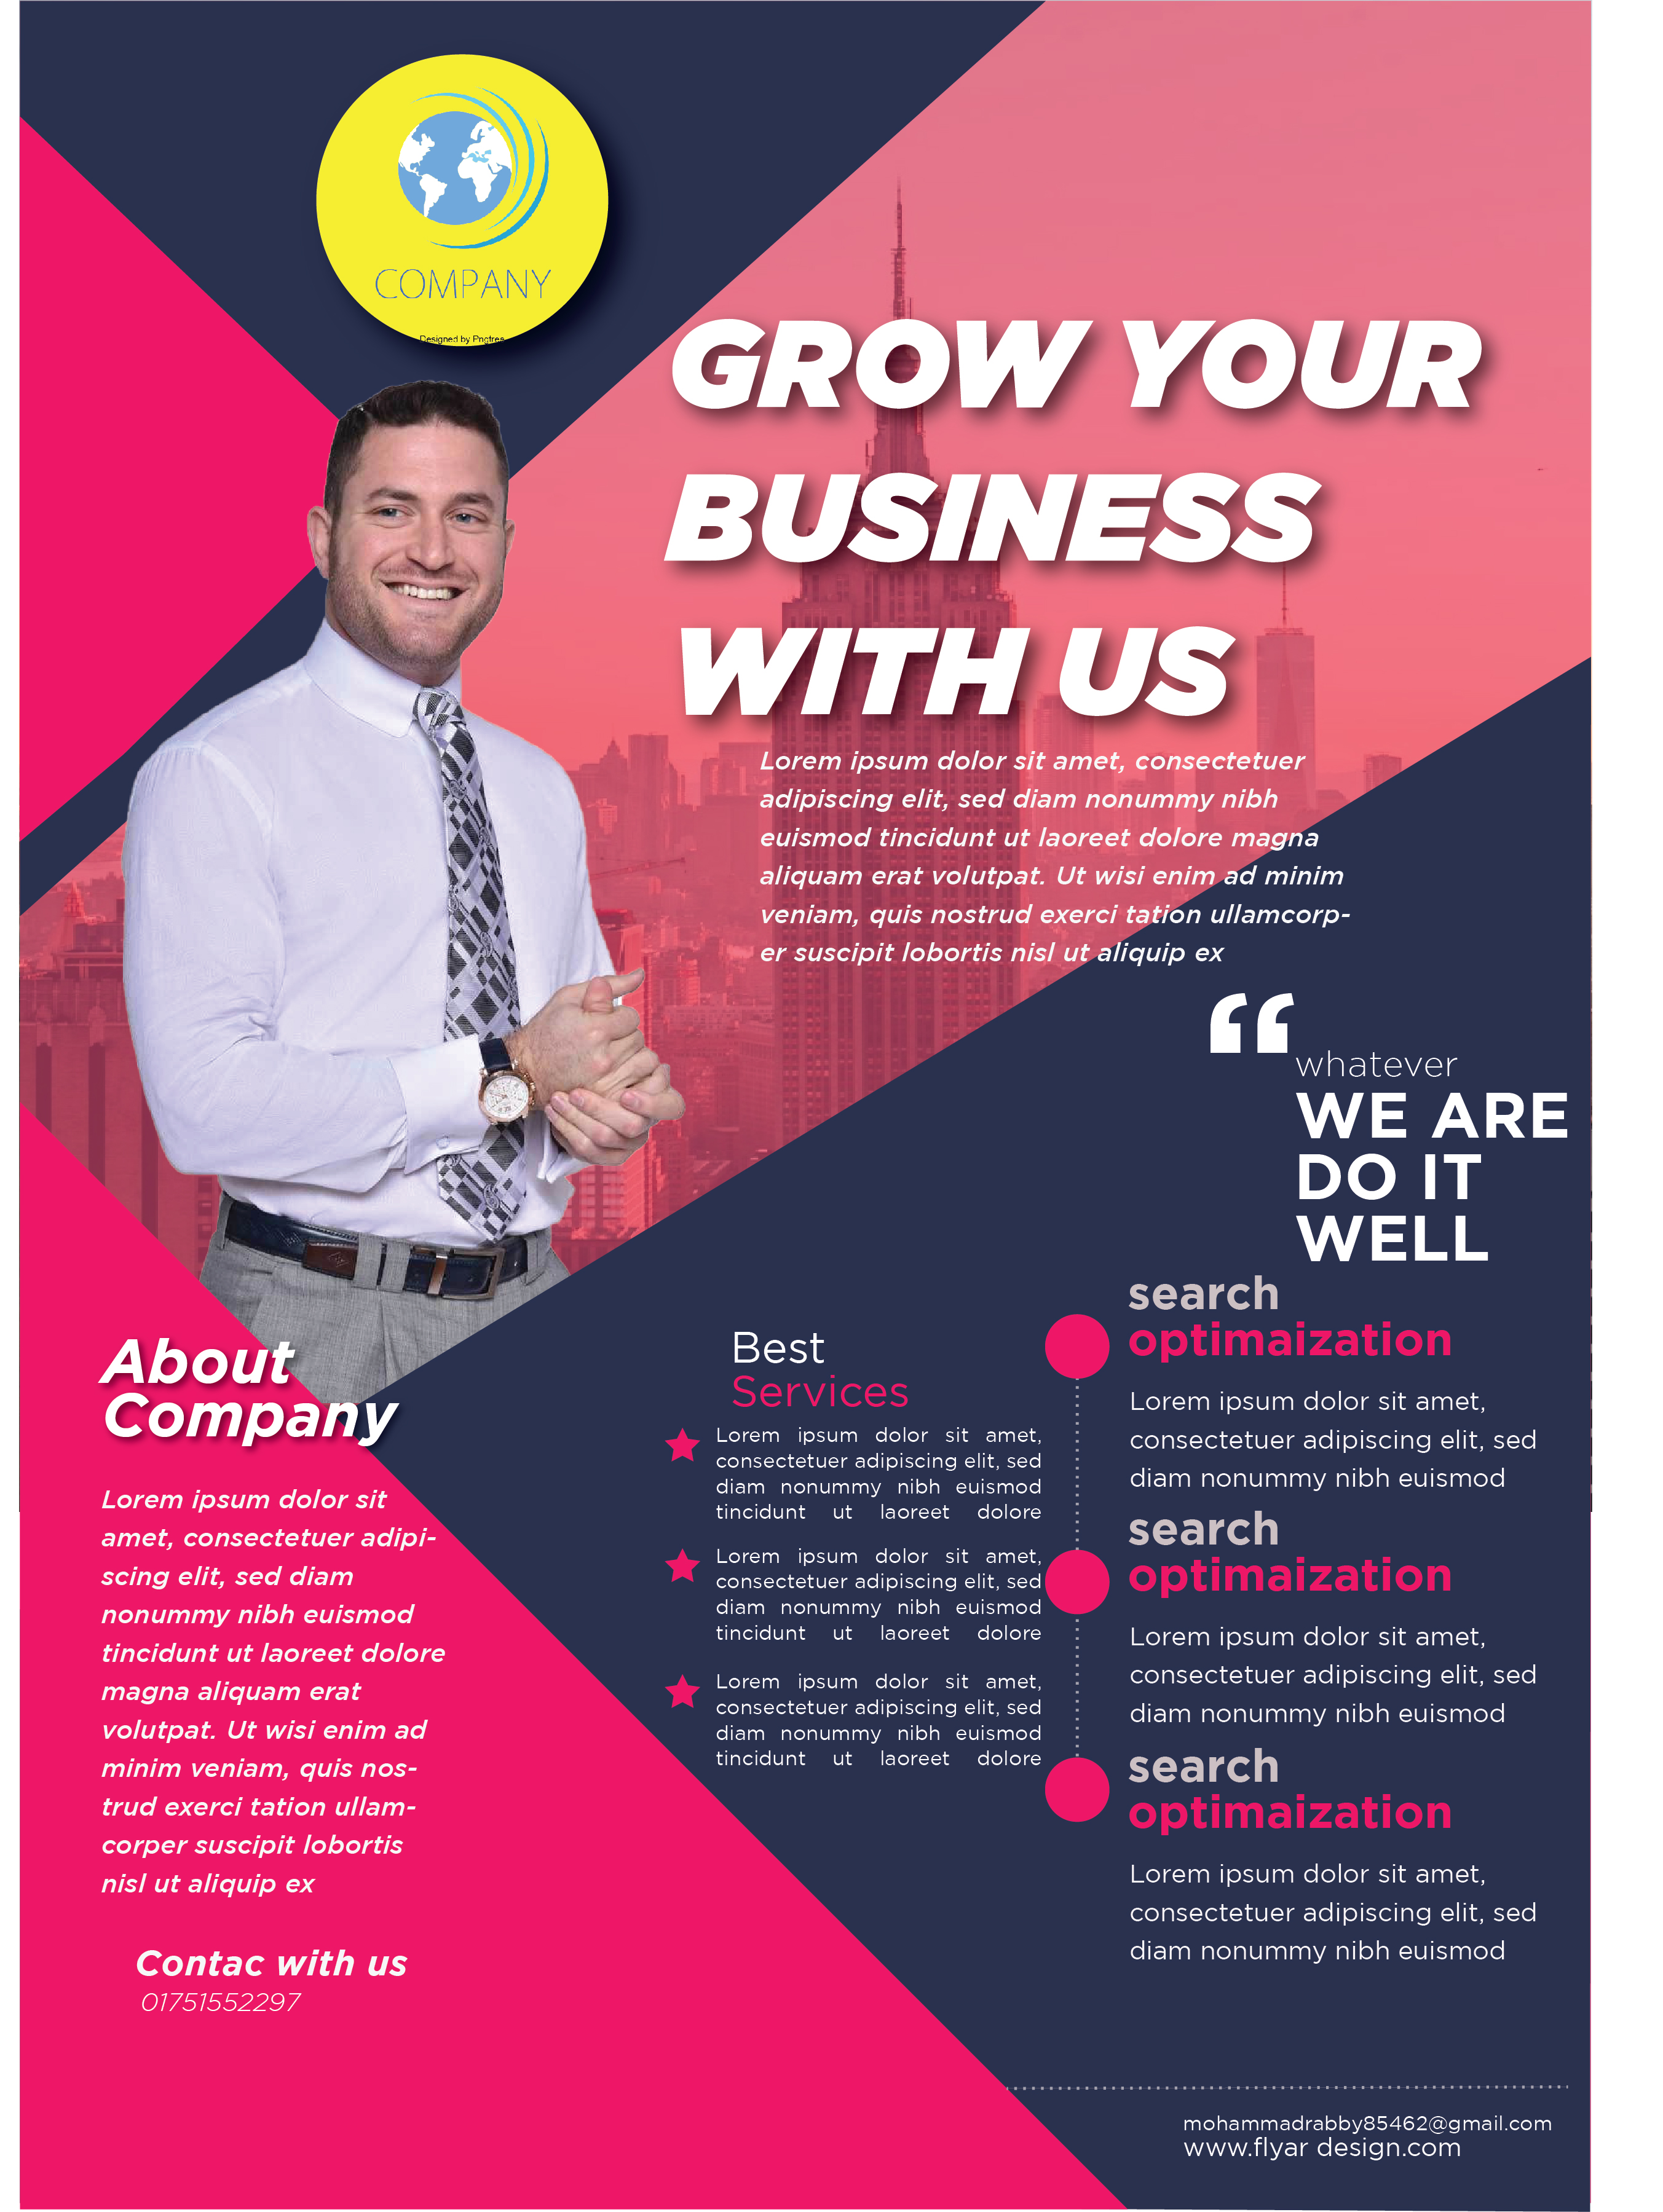 COMPANY
Designed by Pngtree
GROW YOUR
BUSINESS
WITH US
Lorem ipsum dolor sit amet, consectetuer
adipiscing elit, sed diam nonummy nibh
euismod tincidunt ut laoreet dolore magna
aliquam erat volutpat. Ut wisi enim ad minim
veniam, quis nostrud exerci tation ullamcorp-
er suscipit lobortis nisl ut aliquip ex
“
whatever
WE ARE
DO IT
WELL
About
Company
Lorem ipsum dolor sit
amet, consectetuer adipi-
scing elit, sed diam
nonummy nibh euismod
tincidunt ut laoreet dolore
magna aliquam erat
volutpat. Ut wisi enim ad
minim veniam, quis nos-
trud exerci tation ullam-
corper suscipit lobortis
nisl ut aliquip ex
Contac with us
01751552297
Best
Services
Lorem ipsum dolor sit amet,
consectetuer adipiscing elit, sed
diam nonummy nibh euismod
tincidunt ut laoreet dolore
Lorem ipsum dolor sit amet,
consectetuer adipiscing elit, sed
diam nonummy nibh euismod
tincidunt ut laoreet dolore
Lorem ipsum dolor sit amet,
consectetuer adipiscing elit, sed
diam nonummy nibh euismod
tincidunt ut laoreet dolore
search
optimaization
Lorem ipsum dolor sit amet,
consectetuer adipiscing elit, sed
diam nonummy nibh euismod
search
optimaization
Lorem ipsum dolor sit amet,
consectetuer adipiscing elit, sed
diam nonummy nibh euismod
search
optimaization
Lorem ipsum dolor sit amet,
consectetuer adipiscing elit, sed
diam nonummy nibh euismod
mohammadrabby85462@gmail.com
www.flyar design.com